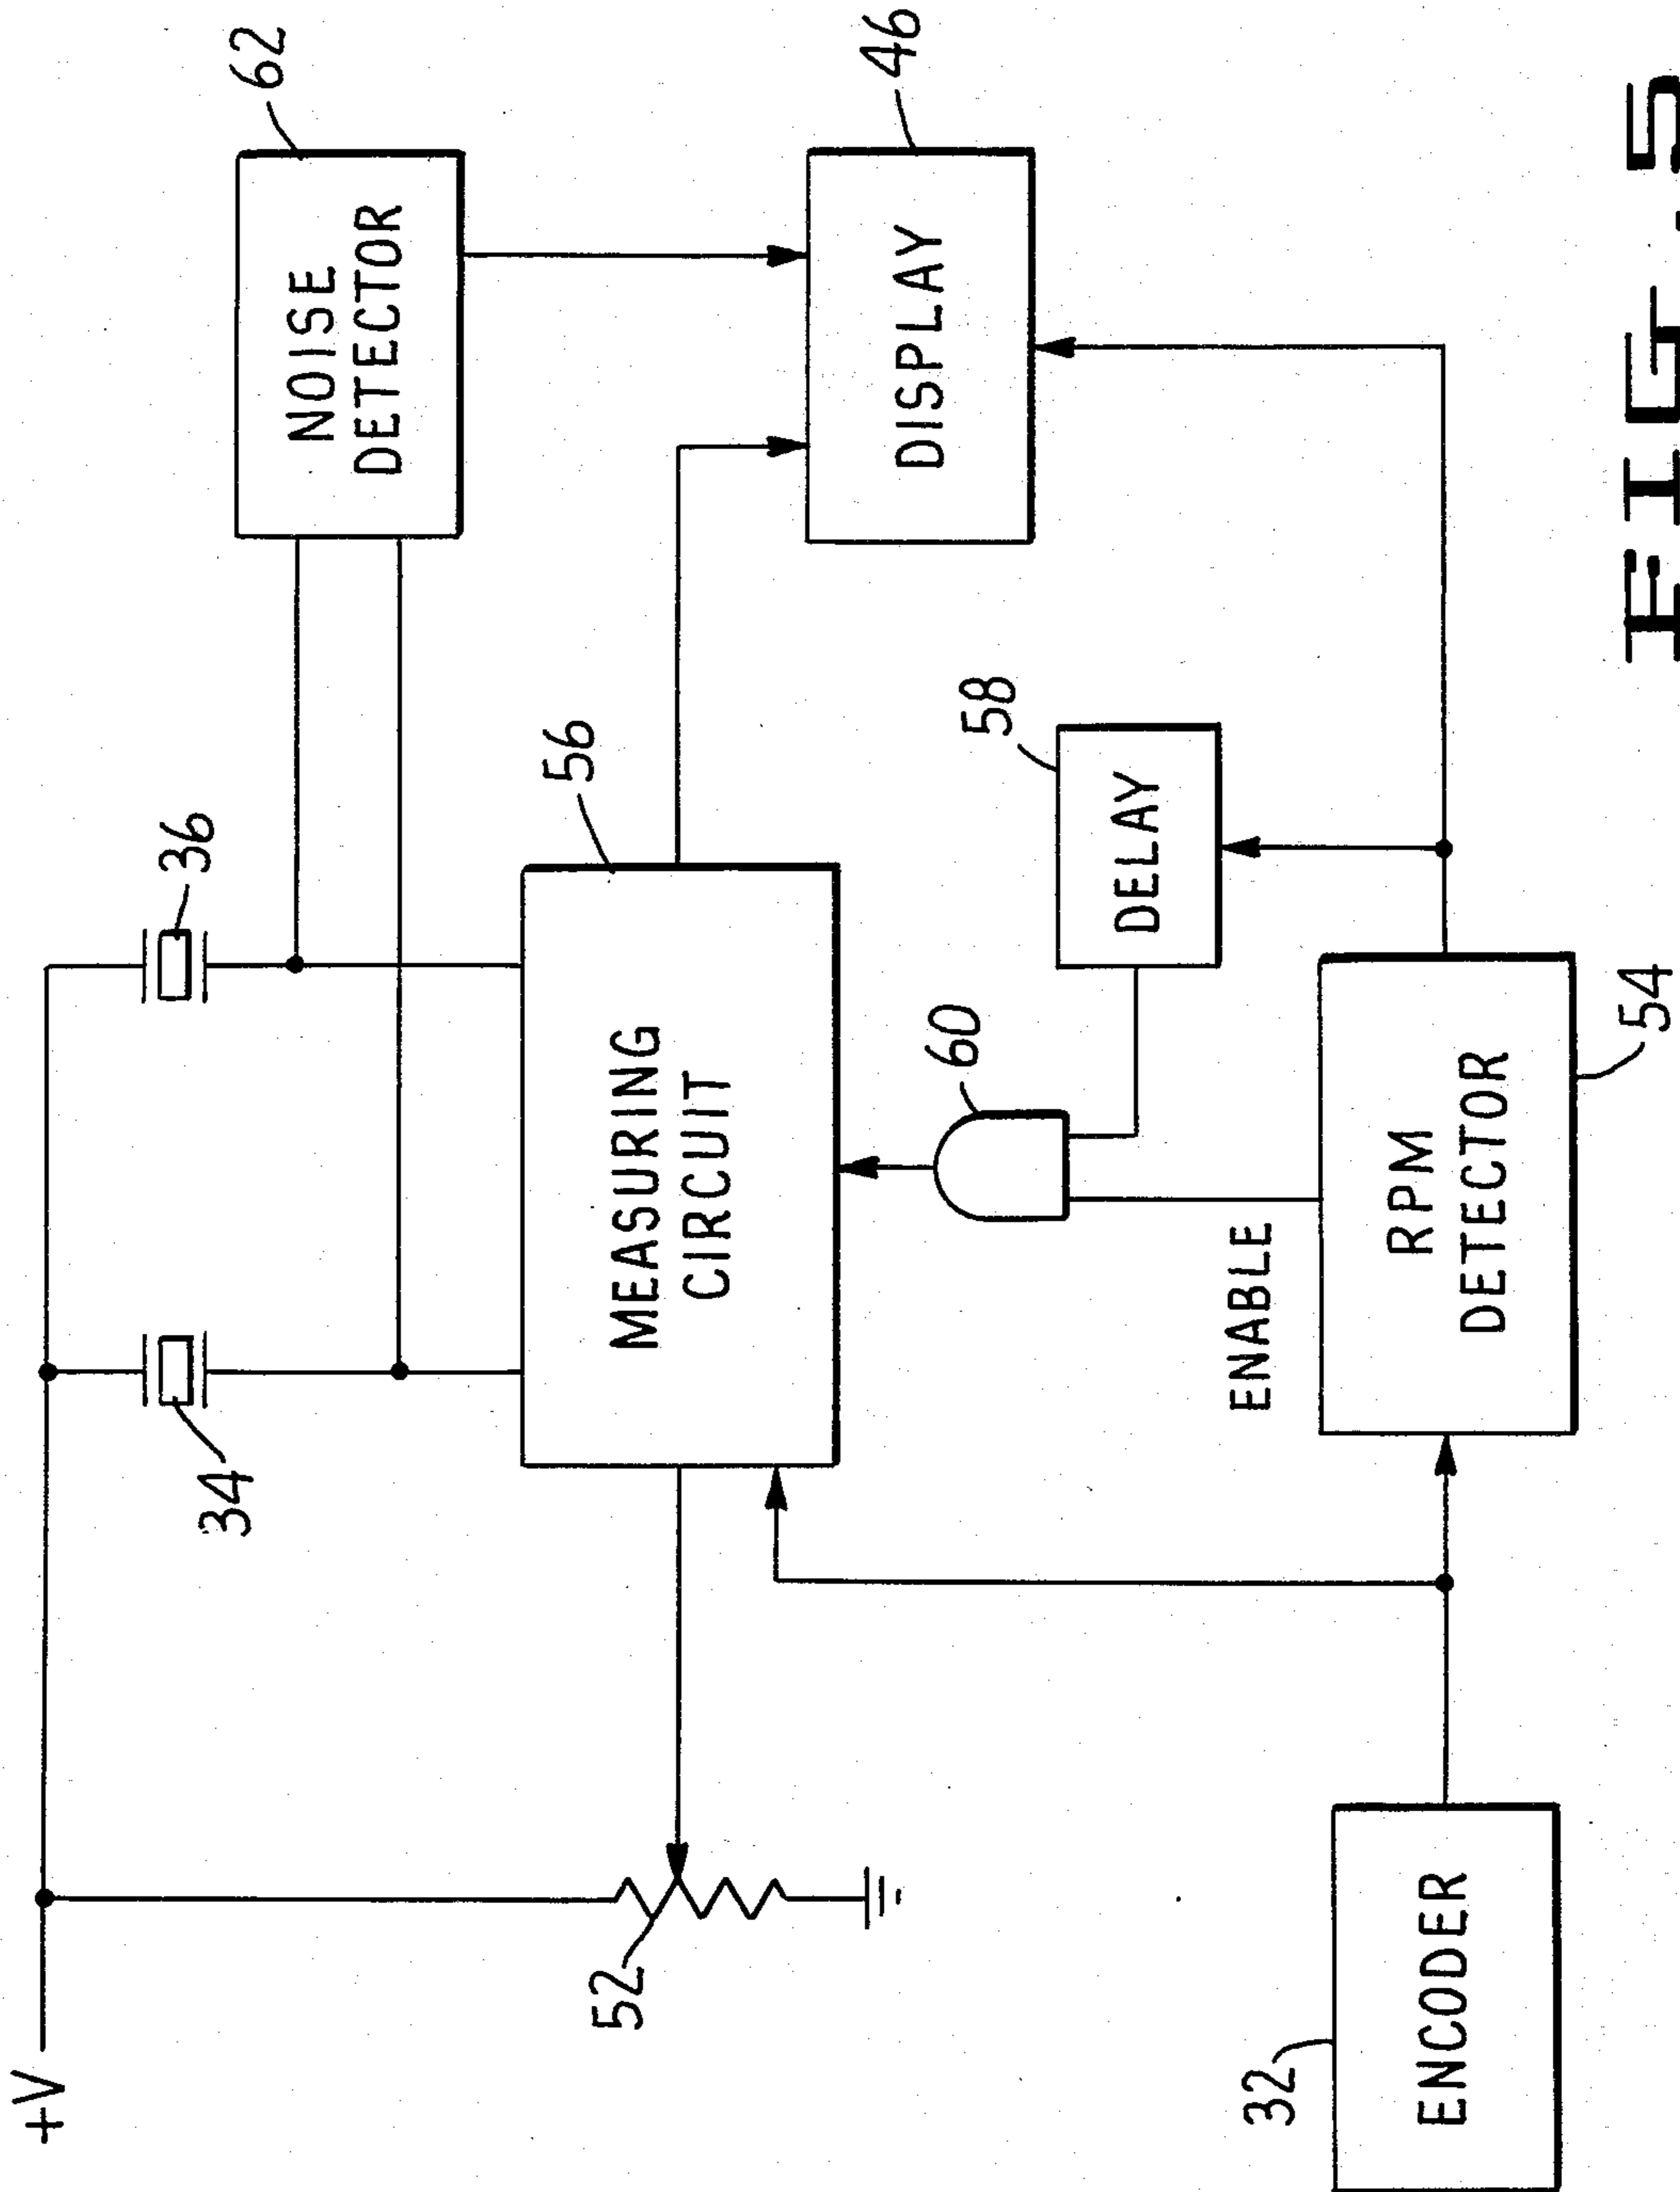 +V
34
36
62
NOISE
DETECTOR
52
MEASURING
CIRCUIT
56
46
DISPLAY
60
58
DELAY
ENABLE
32
ENCODER
RPM
DETECTOR
54
FIG. 5